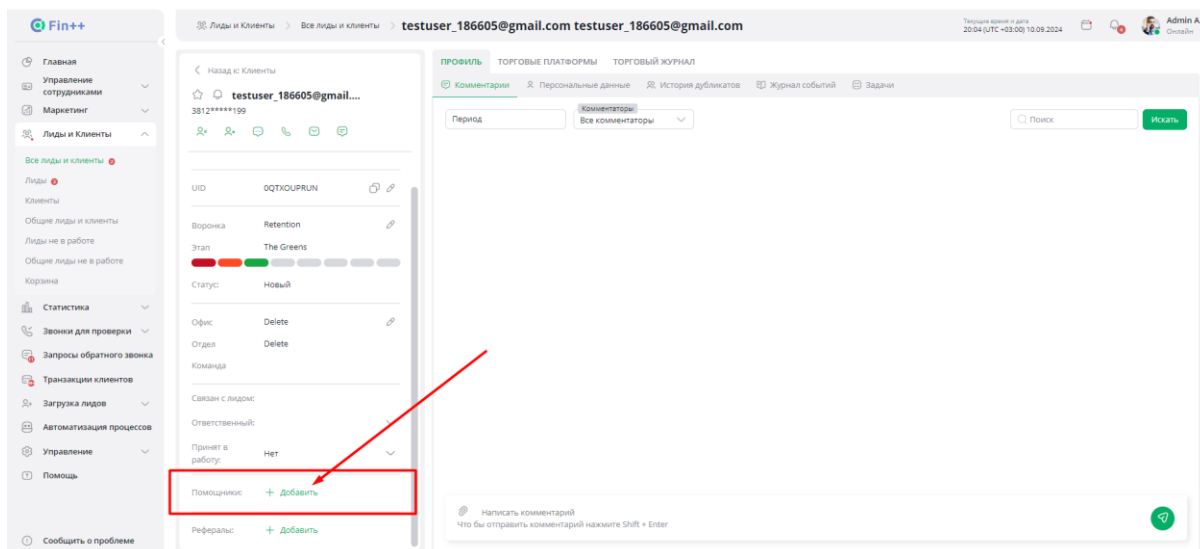 Fin++
Лиды и Клиенты > Все лиды и клиенты > testuser_186605@gmail.com testuser_186605@gmail.com
Текущие время и дата
20:04 (UTC +03:00) 10.09.2024
Admin A
Онлайн
Главная
Управление
сотрудниками
Маркетинг
Лиды и Клиенты
Все лиды и клиенты
Лиды
Клиенты
Общие лиды и клиенты
Лиды не в работе
Общие лиды не в работе
Корзина
Статистика
Звонки для проверки
Запросы обратного звонка
Транзакции клиентов
Загрузка лидов
Автоматизация процессов
Управление
Помощь
Сообщить о проблеме
Назад к: Клиенты
testuser_186605@gmail....
3812*****199
UID 0QTXOUPRUN
Воронка Retention
Этап The Greens
Статус: Новый
Офис Delete
Отдел Delete
Команда
Связан с лидом:
Ответственный:
Принят в
работу: Нет
Помощники: + Добавить
Рефералы: + Добавить
ПРОФИЛЬ ТОРГОВЫЕ ПЛАТФОРМЫ ТОРГОВЫЙ ЖУРНАЛ
Комментарии Персональные данные История дубликатов Журнал событий Задачи
Период
Комментаторы
Все комментаторы
Поиск
Искать
Написать комментарий
Что бы отправить комментарий нажмите Shift + Enter